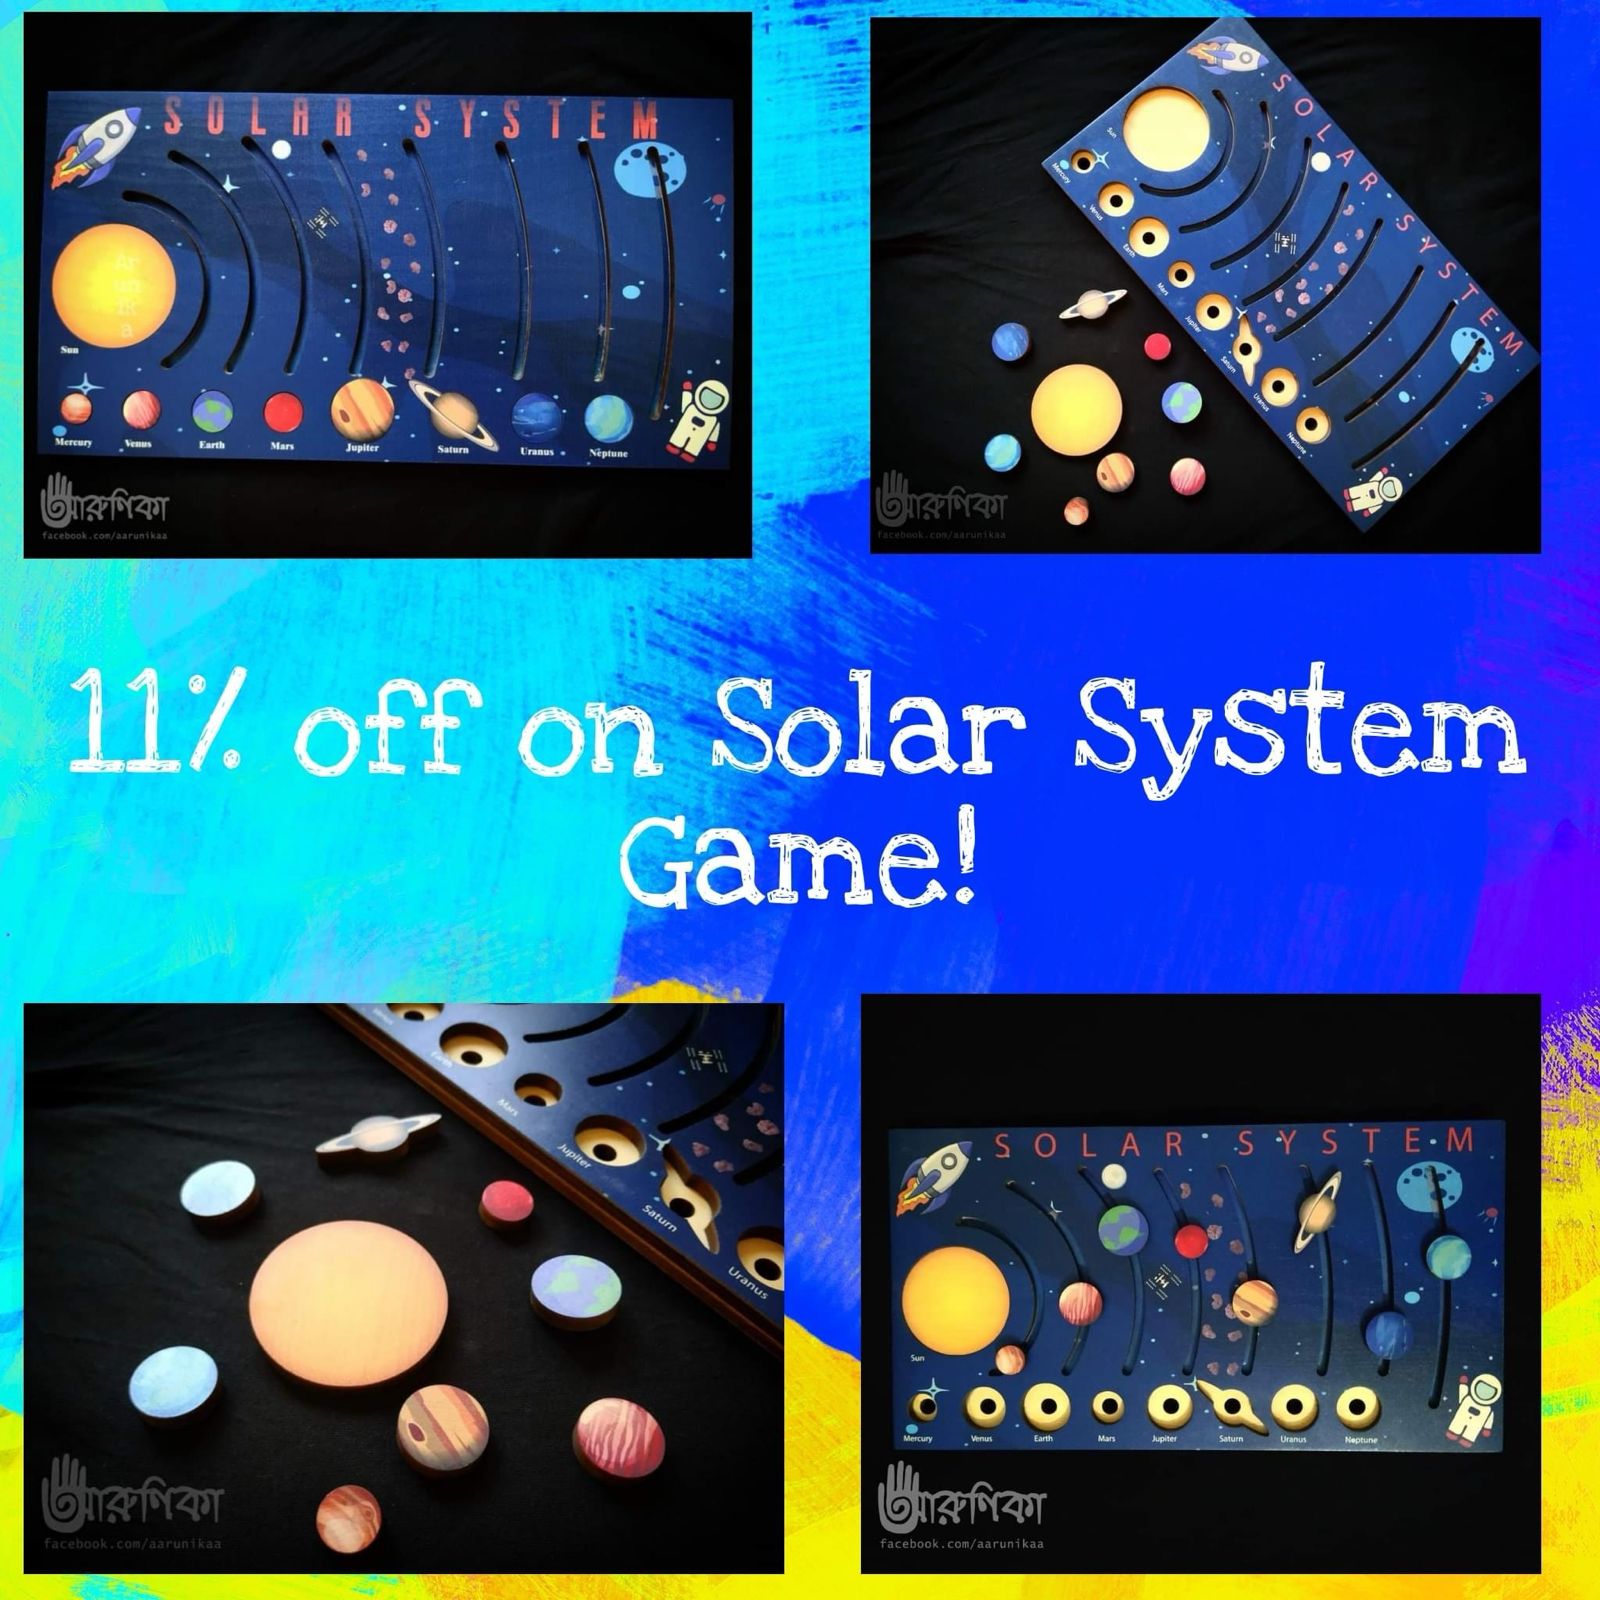 SOLAR SYSTEM
Sun
Mercury Venus Earth Mars Jupiter Saturn Uranus Neptune
আরুণিকা
facebook.com/aarunikaa
SOLAR SYSTEM
Sun
Mercury
Venus
Earth
Mars
Jupiter
Saturn
Uranus
Neptune
আরুণিকা
facebook.com/aarunikaa
11% off on Solar System
Game!
Venus
Earth
Mars
Jupiter
Saturn
Uranus
আরুণিকা
facebook.com/aarunikaa
SOLAR SYSTEM
Sun
Mercury Venus Earth Mars Jupiter Saturn Uranus Neptune
আরুণিকা
facebook.com/aarunikaa